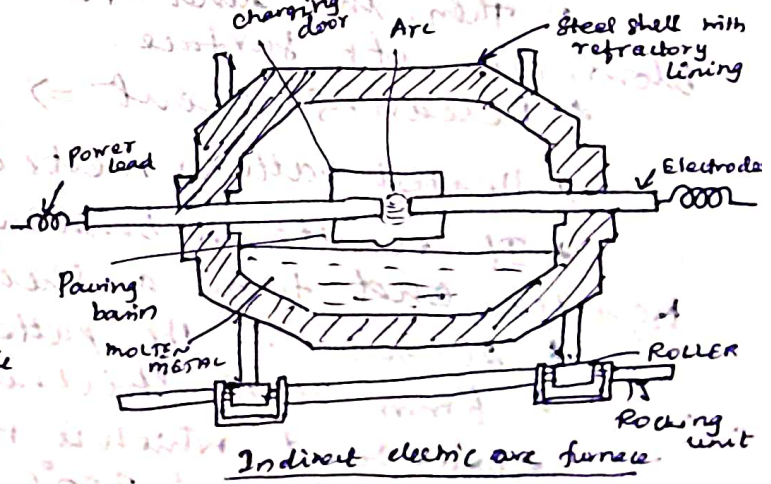 Charging
door
Arc
Steel shell with
refractory
lining
Power
lead
Electrode
Pouring
basin
MOLTEN
METAL
ROLLER
Rocking
unit
Indirect electric arc furnace.